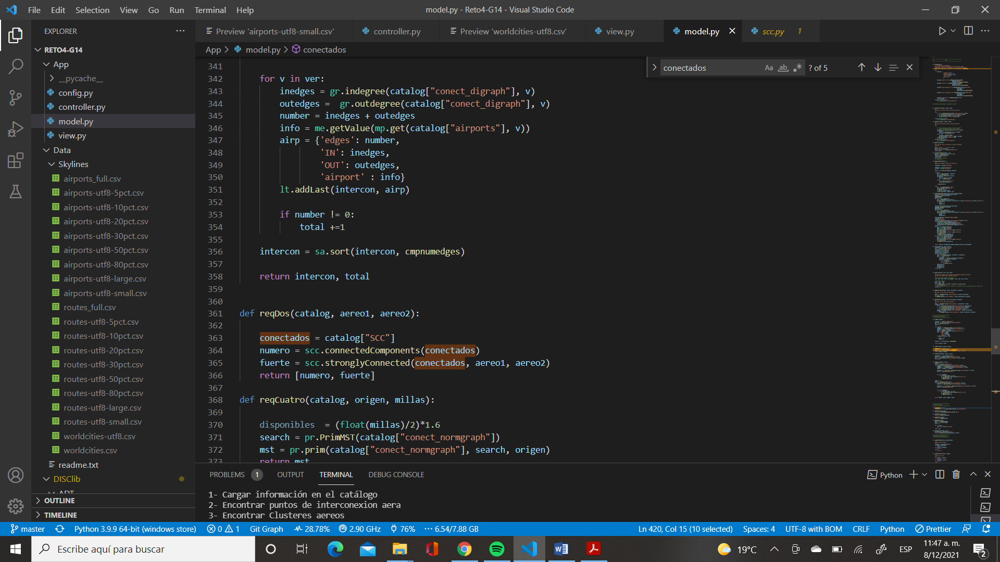 File Edit Selection View Go Run Terminal Help
model.py - Reto4-G14 - Visual Studio Code
EXPLORER
Preview 'airports-utf8-small.csv'
controller.py
Preview 'worldcities-utf8.csv'
view.py
model.py
scc.py 1
RETO4-G14
App
__pycache__
config.py
controller.py
model.py
view.py
Data
Skylines
airports_full.csv
airports-utf8-5pct.csv
airports-utf8-10pct.csv
airports-utf8-20pct.csv
airports-utf8-30pct.csv
airports-utf8-50pct.csv
airports-utf8-80pct.csv
airports-utf8-large.csv
airports-utf8-small.csv
routes_full.csv
routes-utf8-5pct.csv
routes-utf8-10pct.csv
routes-utf8-20pct.csv
routes-utf8-30pct.csv
routes-utf8-50pct.csv
routes-utf8-80pct.csv
routes-utf8-large.csv
routes-utf8-small.csv
worldcities-utf8.csv
worldcities.csv
readme.txt
DISClib
ADT
OUTLINE
TIMELINE
App > model.py > conectados
conectados Aa ab .* ? of 5
341
342 for v in ver:
343 inedges = gr.indegree(catalog["conect_digraph"], v)
344 outedges =  gr.outdegree(catalog["conect_digraph"], v)
345 number = inedges + outedges
346 info = me.getValue(mp.get(catalog["airports"], v))
347 airp = {'edges': number,
348 'IN': inedges,
349 'OUT': outedges,
350 'airport' : info}
351 lt.addLast(intercon, airp)
352
353 if number != 0:
354 total +=1
355
356 intercon = sa.sort(intercon, cmpnumedges)
357
358 return intercon, total
359
360
361 def reqDos(catalog, aereo1, aereo2):
362
363 conectados = catalog["SCC"]
364 numero = scc.connectedComponents(conectados)
365 fuerte = scc.stronglyConnected(conectados, aereo1, aereo2)
366 return [numero, fuerte]
367
368 def reqCuatro(catalog, origen, millas):
369
370 disponibles  = (float(millas)/2)*1.6
371 search = pr.PrimMST(catalog["conect_normgraph"])
372 mst = pr.prim(catalog["conect_normgraph"], search, origen)
373 return mst
PROBLEMS 1 OUTPUT TERMINAL DEBUG CONSOLE
Python
1- Cargar información en el catálogo
2- Encontrar puntos de interconexion aera
3- Encontrar Clusteres aereos
master Python 3.9.9 64-bit (windows store) 0 1 Git Graph 28.78% 2.90 GHz 76% 6.54/7.88 GB
Ln 420, Col 15 (10 selected) Spaces: 4 UTF-8 with BOM CRLF Python Prettier
Escribe aquí para buscar
19°C
ESP
11:47 a. m.
8/12/2021
2